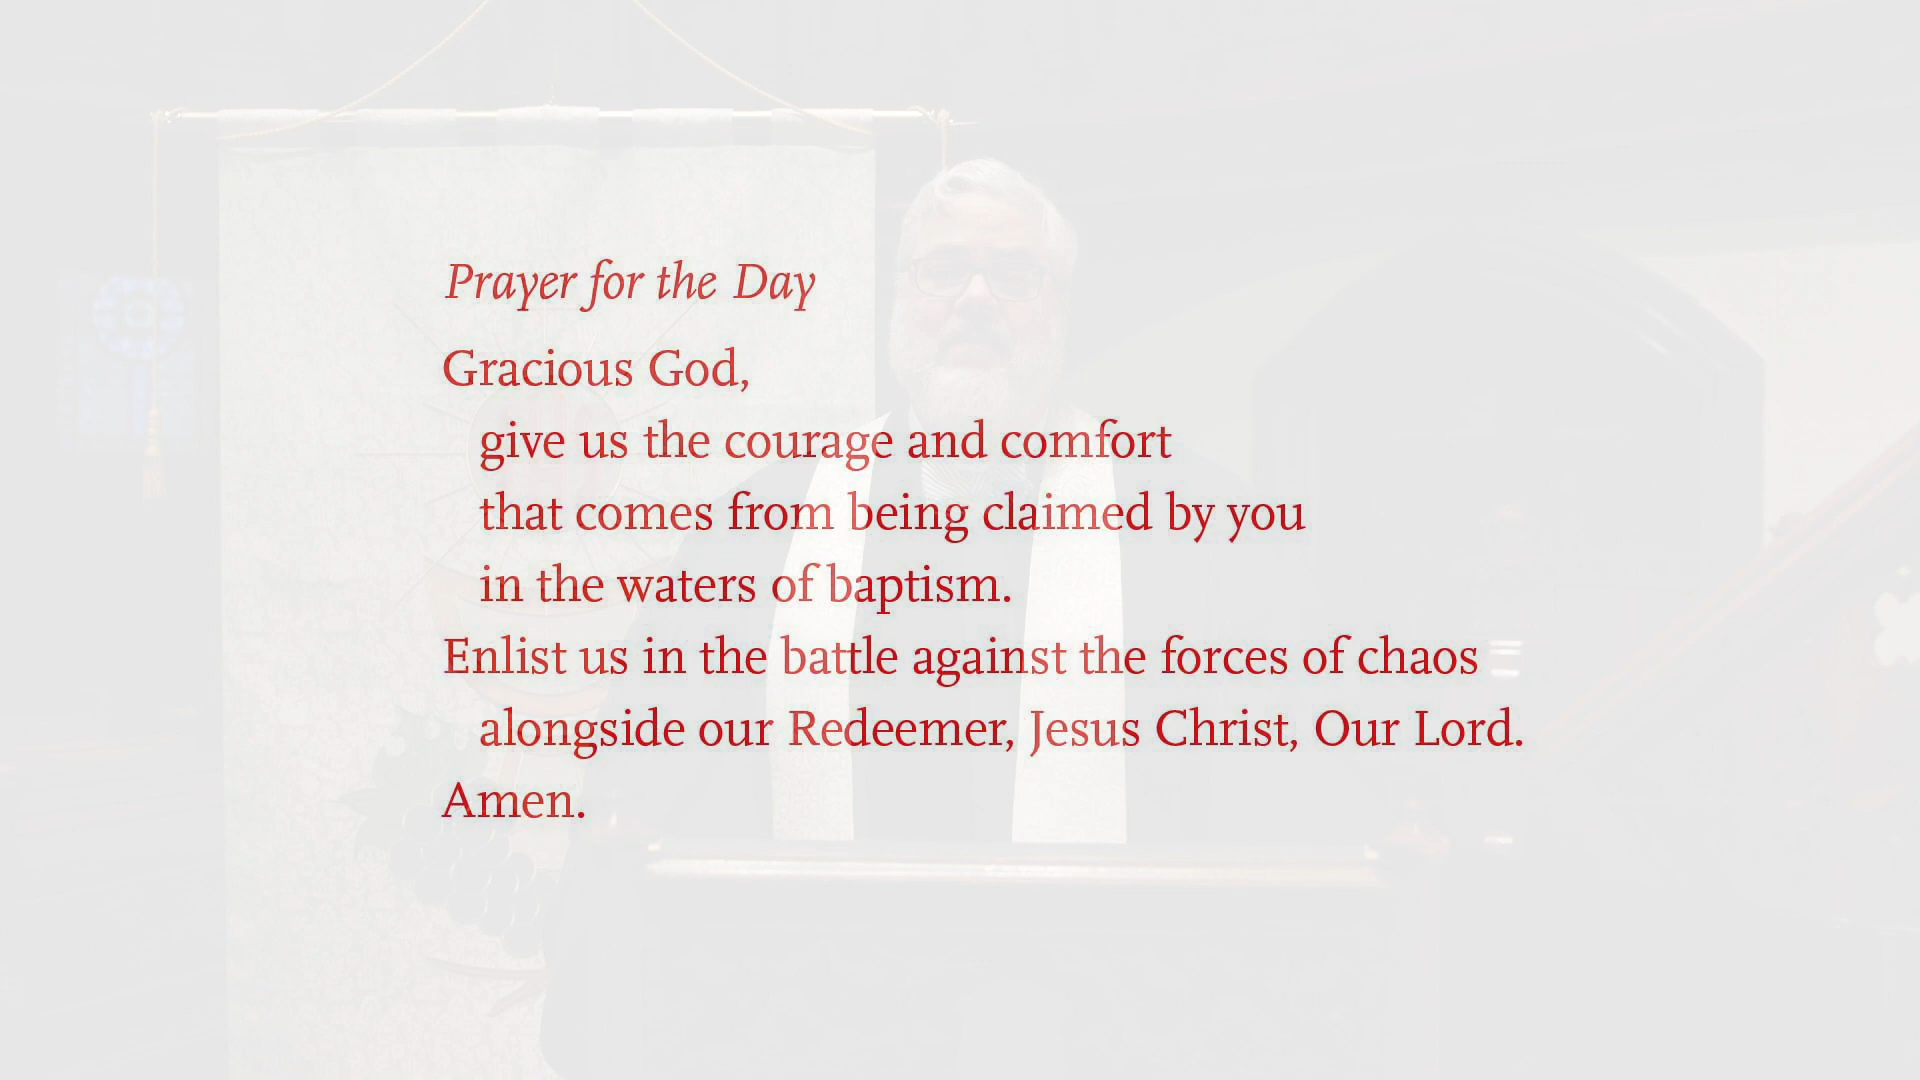 Prayer for the Day
Gracious God,
give us the courage and comfort
that comes from being claimed by you
in the waters of baptism.
Enlist us in the battle against the forces of chaos
alongside our Redeemer, Jesus Christ, Our Lord.
Amen.